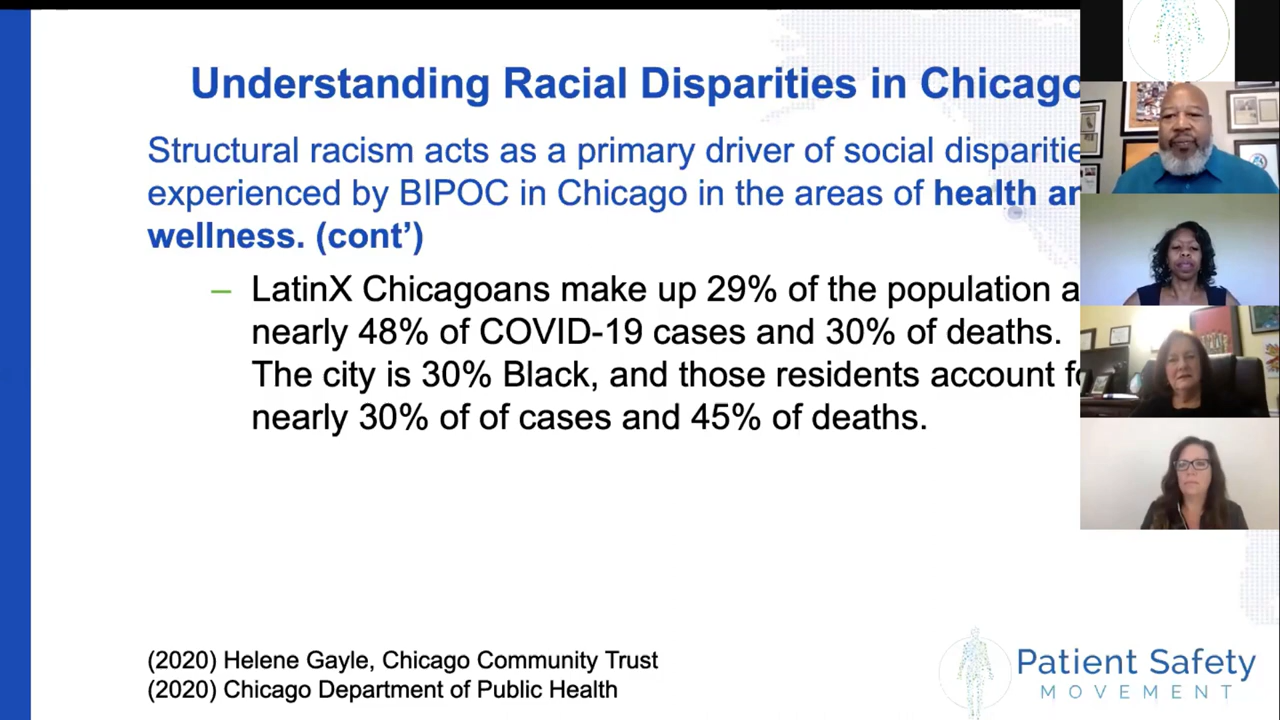 Understanding Racial Disparities in Chicago
Structural racism acts as a primary driver of social
experienced by BIPOC in Chicago in the areas of health
wellness. (cont’)
– LatinX Chicagoans make up 29% of the population
nearly 48% of COVID-19 cases and 30% of deaths.
The city is 30% Black, and those residents account
nearly 30% of of cases and 45% of deaths.
(2020) Helene Gayle, Chicago Community Trust
(2020) Chicago Department of Public Health
Patient Safety
MOVEMENT